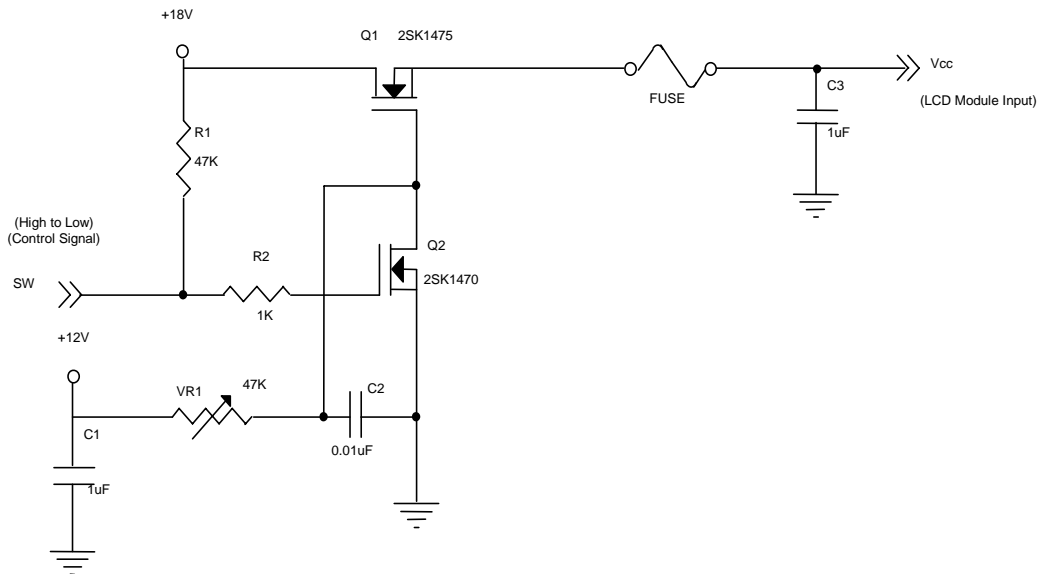 +18V
Q1 2SK1475
Vcc
FUSE
C3
(LCD Module Input)
R1
1uF
47K
(High to Low)
(Control Signal)
Q2
R2
SW
2SK1470
1K
+12V
VR1
47K
C2
C1
0.01uF
1uF